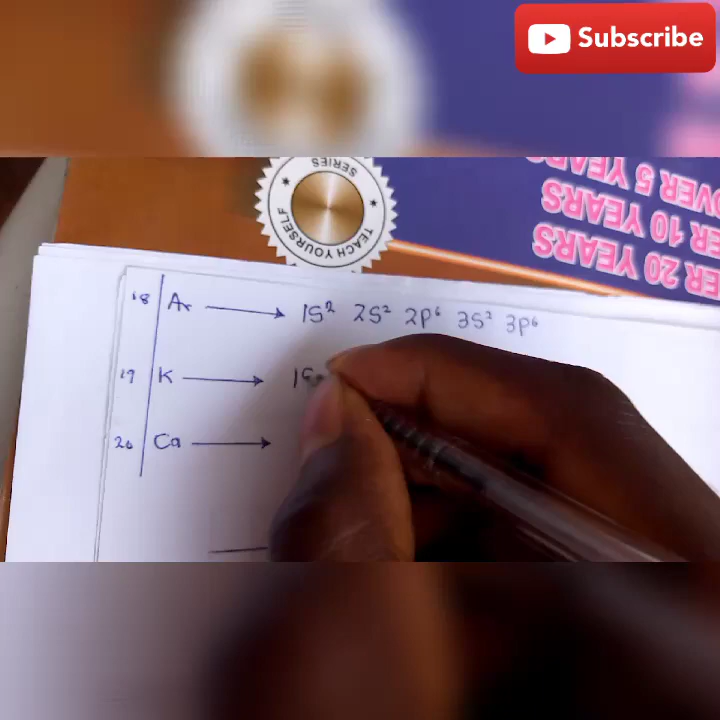 Subscribe
SERIES
TEACH YOURSELF
ER 20 YEARS
ER 10 YEARS
OVER 5 YEARS
18 Ar → 1S² 2S² 2P⁶ 3S² 3P⁶
19 K → 1S
20 Ca →